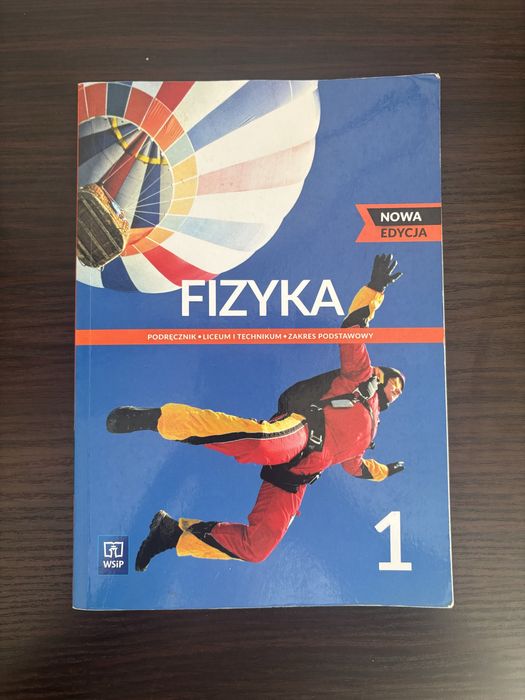 NOWA
EDYCJA
FIZYKA
PODRĘCZNIK • LICEUM I TECHNIKUM • ZAKRES PODSTAWOWY
1
WSiP